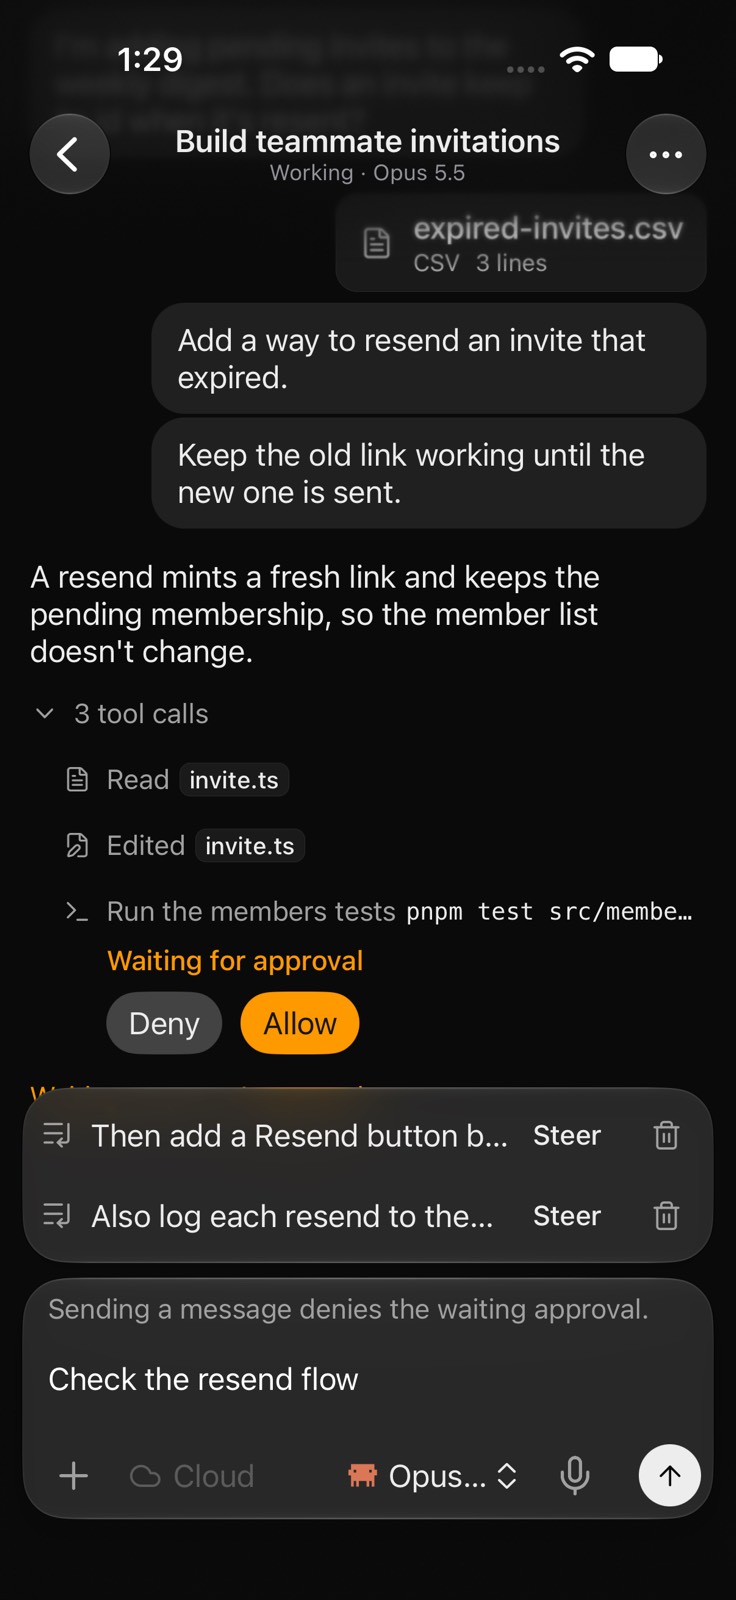 1:29
Build teammate invitations
Working · Opus 5.5
expired-invites.csv
CSV 3 lines
Add a way to resend an invite that
expired.
Keep the old link working until the
new one is sent.
A resend mints a fresh link and keeps the
pending membership, so the member list
doesn't change.
3 tool calls
Read invite.ts
Edited invite.ts
Run the members tests pnpm test src/membe…
Waiting for approval
Deny Allow
Then add a Resend button b… Steer
Also log each resend to the… Steer
Sending a message denies the waiting approval.
Check the resend flow
Cloud Opus…